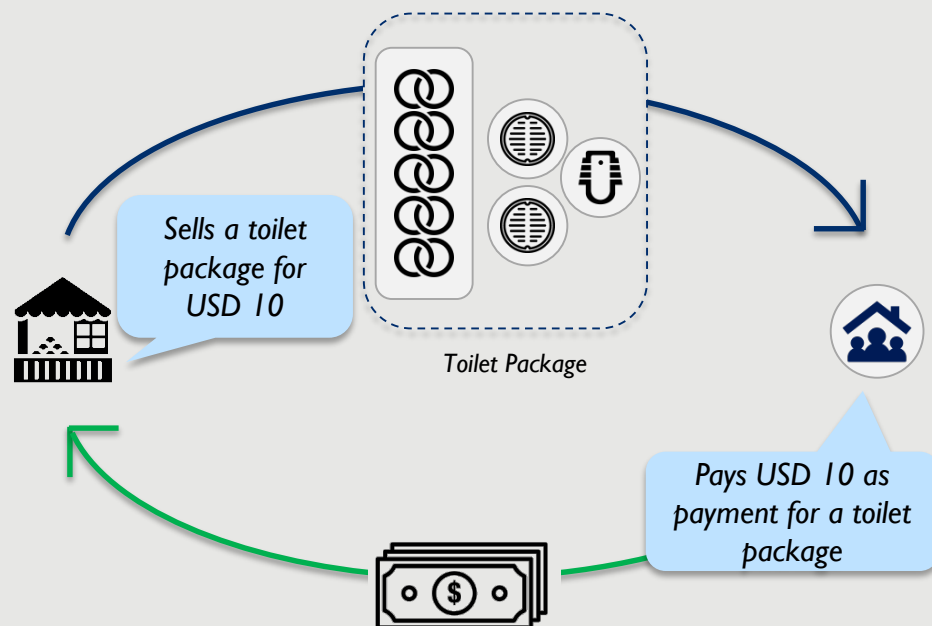 Sells a toilet
package for
USD 10
Toilet Package
Pays USD 10 as
payment for a toilet
package
$